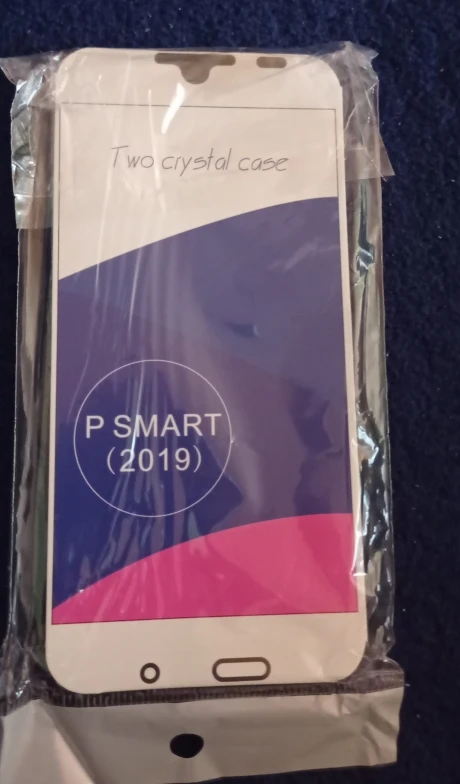 Two crystal case
P SMART
(2019)